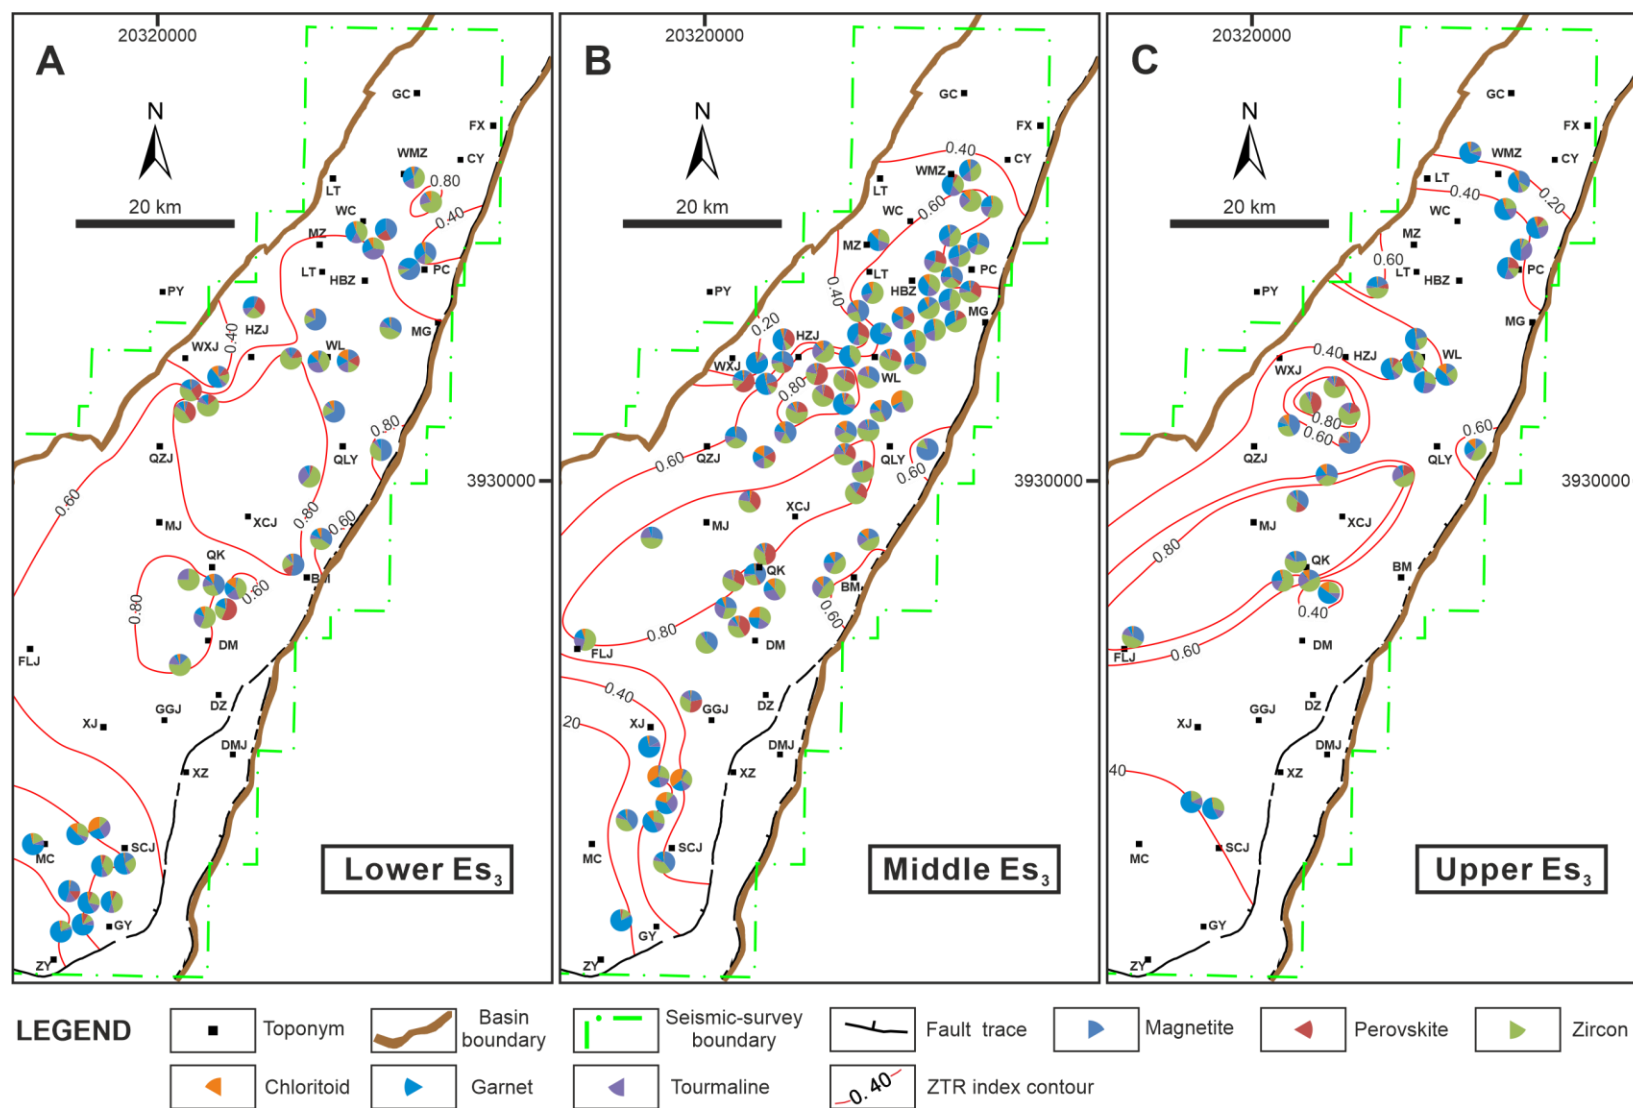 A
20320000
N
20 km
GC
FX
WMZ
CY
LT
0.80
WC
0.40
MZ
LT
HBZ
PC
PY
HZJ
MG
0.40
WXJ
WL
QZJ
QLY
0.80
0.60
MJ
XCJ
0.80
0.60
3930000
QK
BM
0.60
0.80
DM
FLJ
DZ
GGJ
XJ
DMJ
XZ
MC
SCJ
GY
ZY
Lower Es3
B
20320000
N
20 km
GC
FX
0.40
CY
WMZ
LT
0.60
WC
MZ
LT
HBZ
PC
PY
0.40
MG
0.20
HZJ
WXJ
WL
0.80
QZJ
0.60
QLY
0.60
MJ
XCJ
3930000
QK
BM
0.60
0.80
DM
FLJ
0.40
DZ
GGJ
XJ
20
DMJ
XZ
MC
SCJ
GY
ZY
Middle Es3
C
20320000
N
20 km
GC
FX
WMZ
CY
LT
0.40
0.20
WC
MZ
0.60
LT
HBZ
PC
PY
MG
0.40
HZJ
WL
WXJ
0.80
0.60
0.60
QZJ
QLY
3930000
MJ
XCJ
0.80
QK
BM
0.40
DM
FLJ
0.60
DZ
GGJ
XJ
DMJ
XZ
40
MC
SCJ
GY
ZY
Upper Es3
LEGEND
Toponym
Basin
boundary
Seismic-survey
boundary
Fault trace
Magnetite
Perovskite
Zircon
Chloritoid
Garnet
Tourmaline
0.40
ZTR index contour